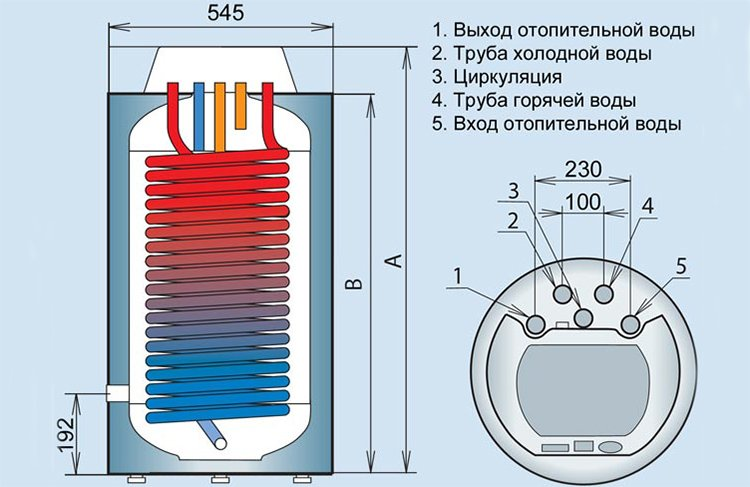 545
1. Выход отопительной воды
2. Труба холодной воды
3. Циркуляция
4. Труба горячей воды
5. Вход отопительной воды
230
100
3
2
4
1
5
A
B
192